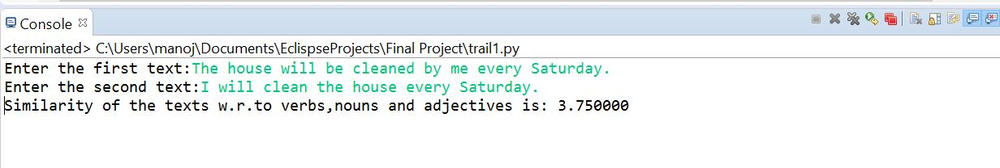 Console
<terminated> C:\Users\manoj\Documents\EclispseProjects\Final Project\trail1.py
Enter the first text:The house will be cleaned by me every Saturday.
Enter the second text:I will clean the house every Saturday.
Similarity of the texts w.r.to verbs,nouns and adjectives is: 3.750000